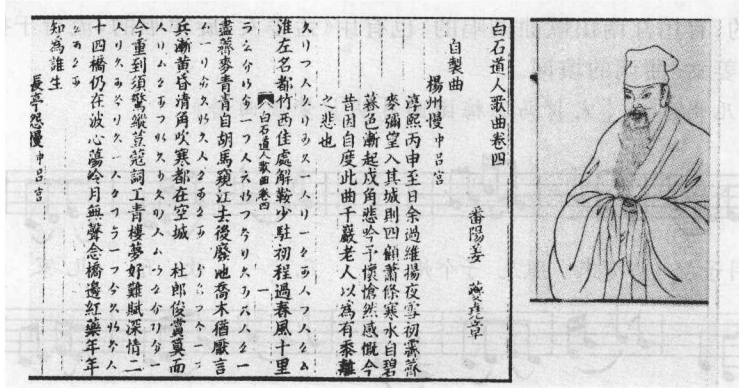 白石道人歌曲卷四
番陽姜 夔堯章
自製曲
楊州慢 中呂宮
淳熙丙申至日余過維揚夜雪初霽薺
麥彌望入其城則四顧蕭條寒水自碧
暮色漸起戍角悲吟予懷愴然感慨今
昔因自度此曲千巖老人以為有黍離
之悲也
淮左名都竹西佳處解鞍少駐初程過春風十里
白石道人歌曲卷四 一
盡薺麥青青自胡馬窺江去後廢池喬木猶厭言
兵漸黃昏清角吹寒都在空城 杜郎俊賞算而
今重到須驚縱荳蔻詞工青樓夢好難賦深情二
十四橋仍在波心蕩冷月無聲念橋邊紅藥年年
知為誰生
長亭怨慢 中呂宮